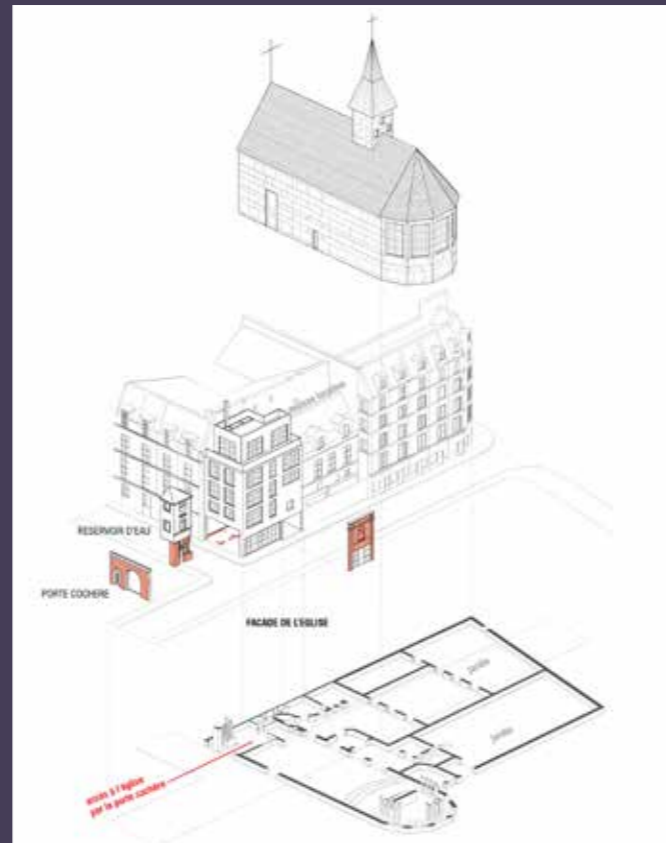 RESERVOIR D'EAU
PORTE COCHERE
FACADE DE L'EGLISE
jardin
jardin
accès à l'église
par la porte cochère